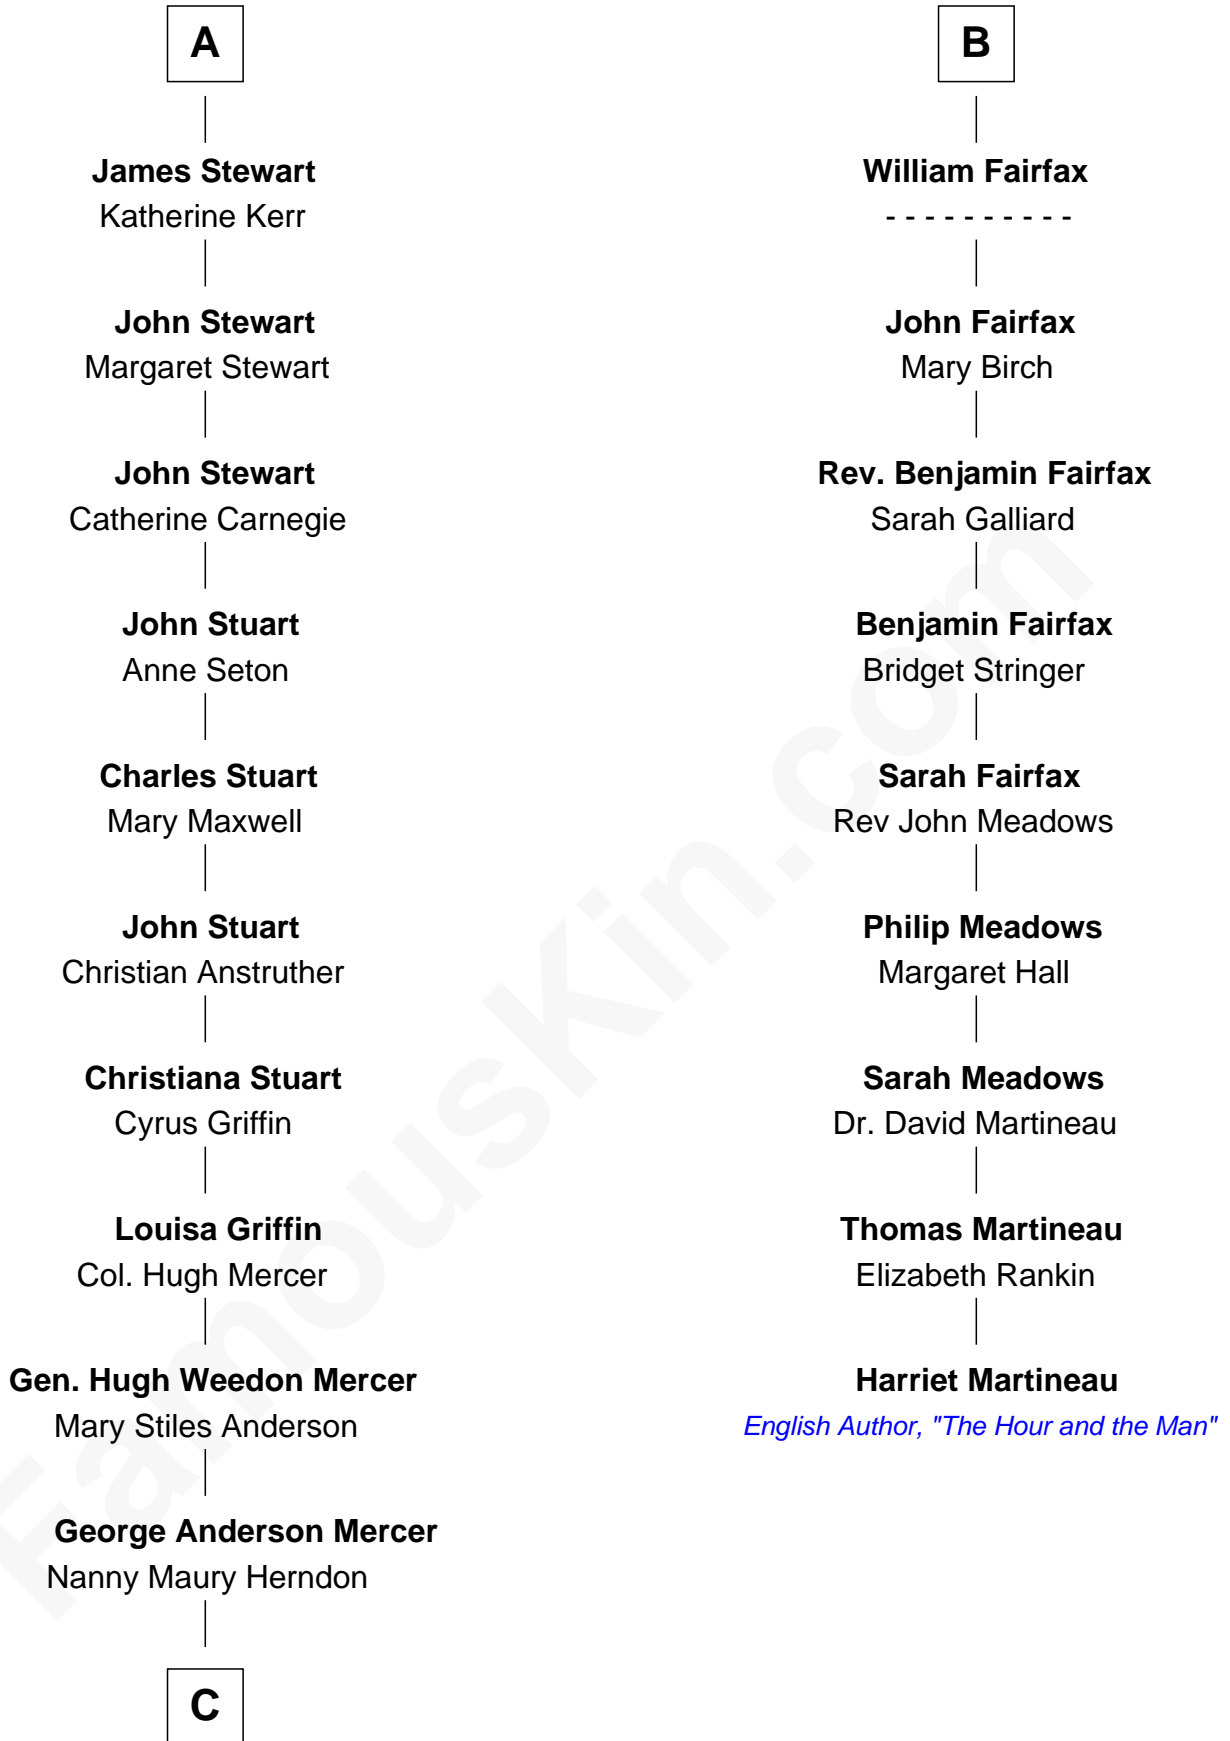 A
James Stewart
Katherine Kerr
John Stewart
Margaret Stewart
John Stewart
Catherine Carnegie
John Stuart
Anne Seton
Charles Stuart
Mary Maxwell
John Stuart
Christian Anstruther
Christiana Stuart
Cyrus Griffin
Louisa Griffin
Col. Hugh Mercer
Gen. Hugh Weedon Mercer
Mary Stiles Anderson
George Anderson Mercer
Nanny Maury Herndon
C
B
William Fairfax
- - - - - - - - - -
John Fairfax
Mary Birch
Rev. Benjamin Fairfax
Sarah Galliard
Benjamin Fairfax
Bridget Stringer
Sarah Fairfax
Rev John Meadows
Philip Meadows
Margaret Hall
Sarah Meadows
Dr. David Martineau
Thomas Martineau
Elizabeth Rankin
Harriet Martineau
English Author, "The Hour and the Man"
FamousKin.com